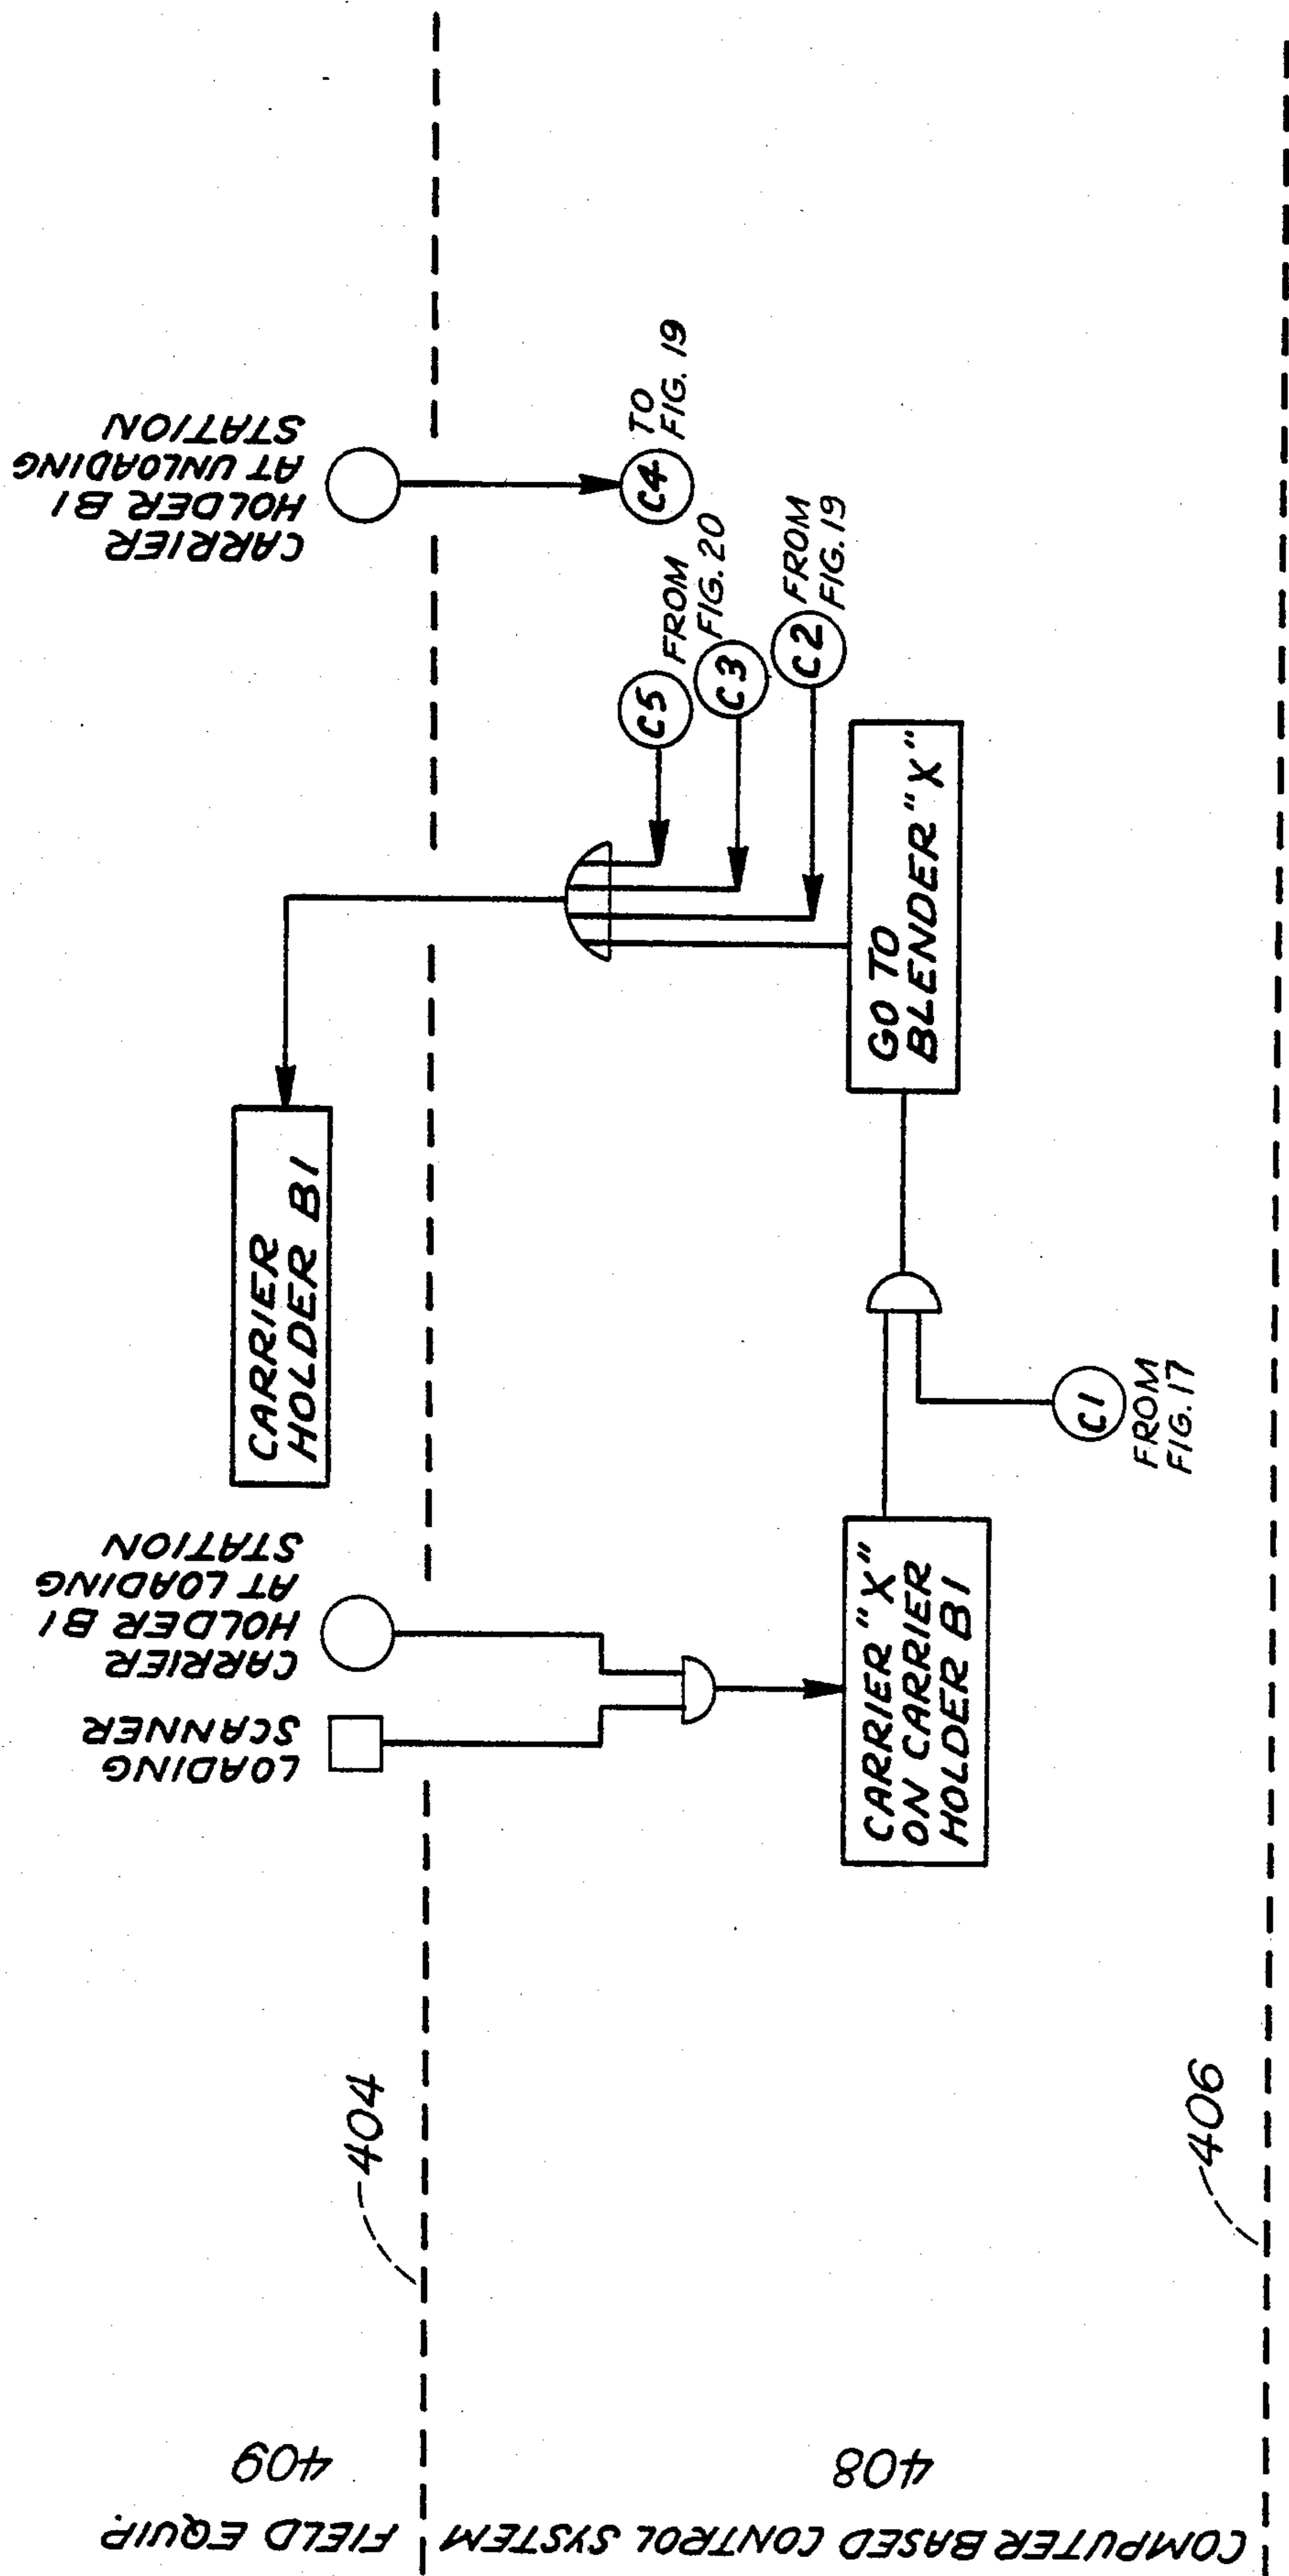 FIELD EQUIP.
409
404
LOADING
SCANNER
CARRIER
HOLDER B1
AT LOADING
STATION
CARRIER
HOLDER B1
CARRIER
HOLDER B1
AT UNLOADING
STATION
COMPUTER BASED CONTROL SYSTEM
408
406
CARRIER "X"
ON CARRIER
HOLDER B1
C1
FROM
FIG. 17
GO TO
BLENDER "X"
C5
FROM
FIG. 20
C3
C2
FROM
FIG. 19
C4
TO
FIG. 19